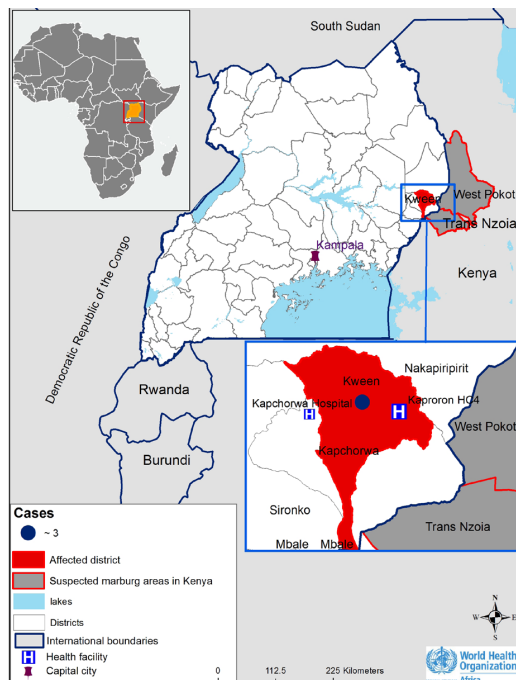 South Sudan
Kween
West Pokot
Trans Nzoia
Kampala
Kenya
Democratic Republic of the Congo
Rwanda
Burundi
Kween
Nakapiripirit
Kapchorwa Hospital
H
H
Kaproron HC4
West Pokot
Kapchorwa
Sironko
Trans Nzoia
Mbale
Mbale
Cases
~ 3
Affected district
Suspected marburg areas in Kenya
lakes
Districts
International boundaries
H Health facility
Capital city
N
W E
S
0 112.5 225 Kilometers
World Health
Organization
Africa